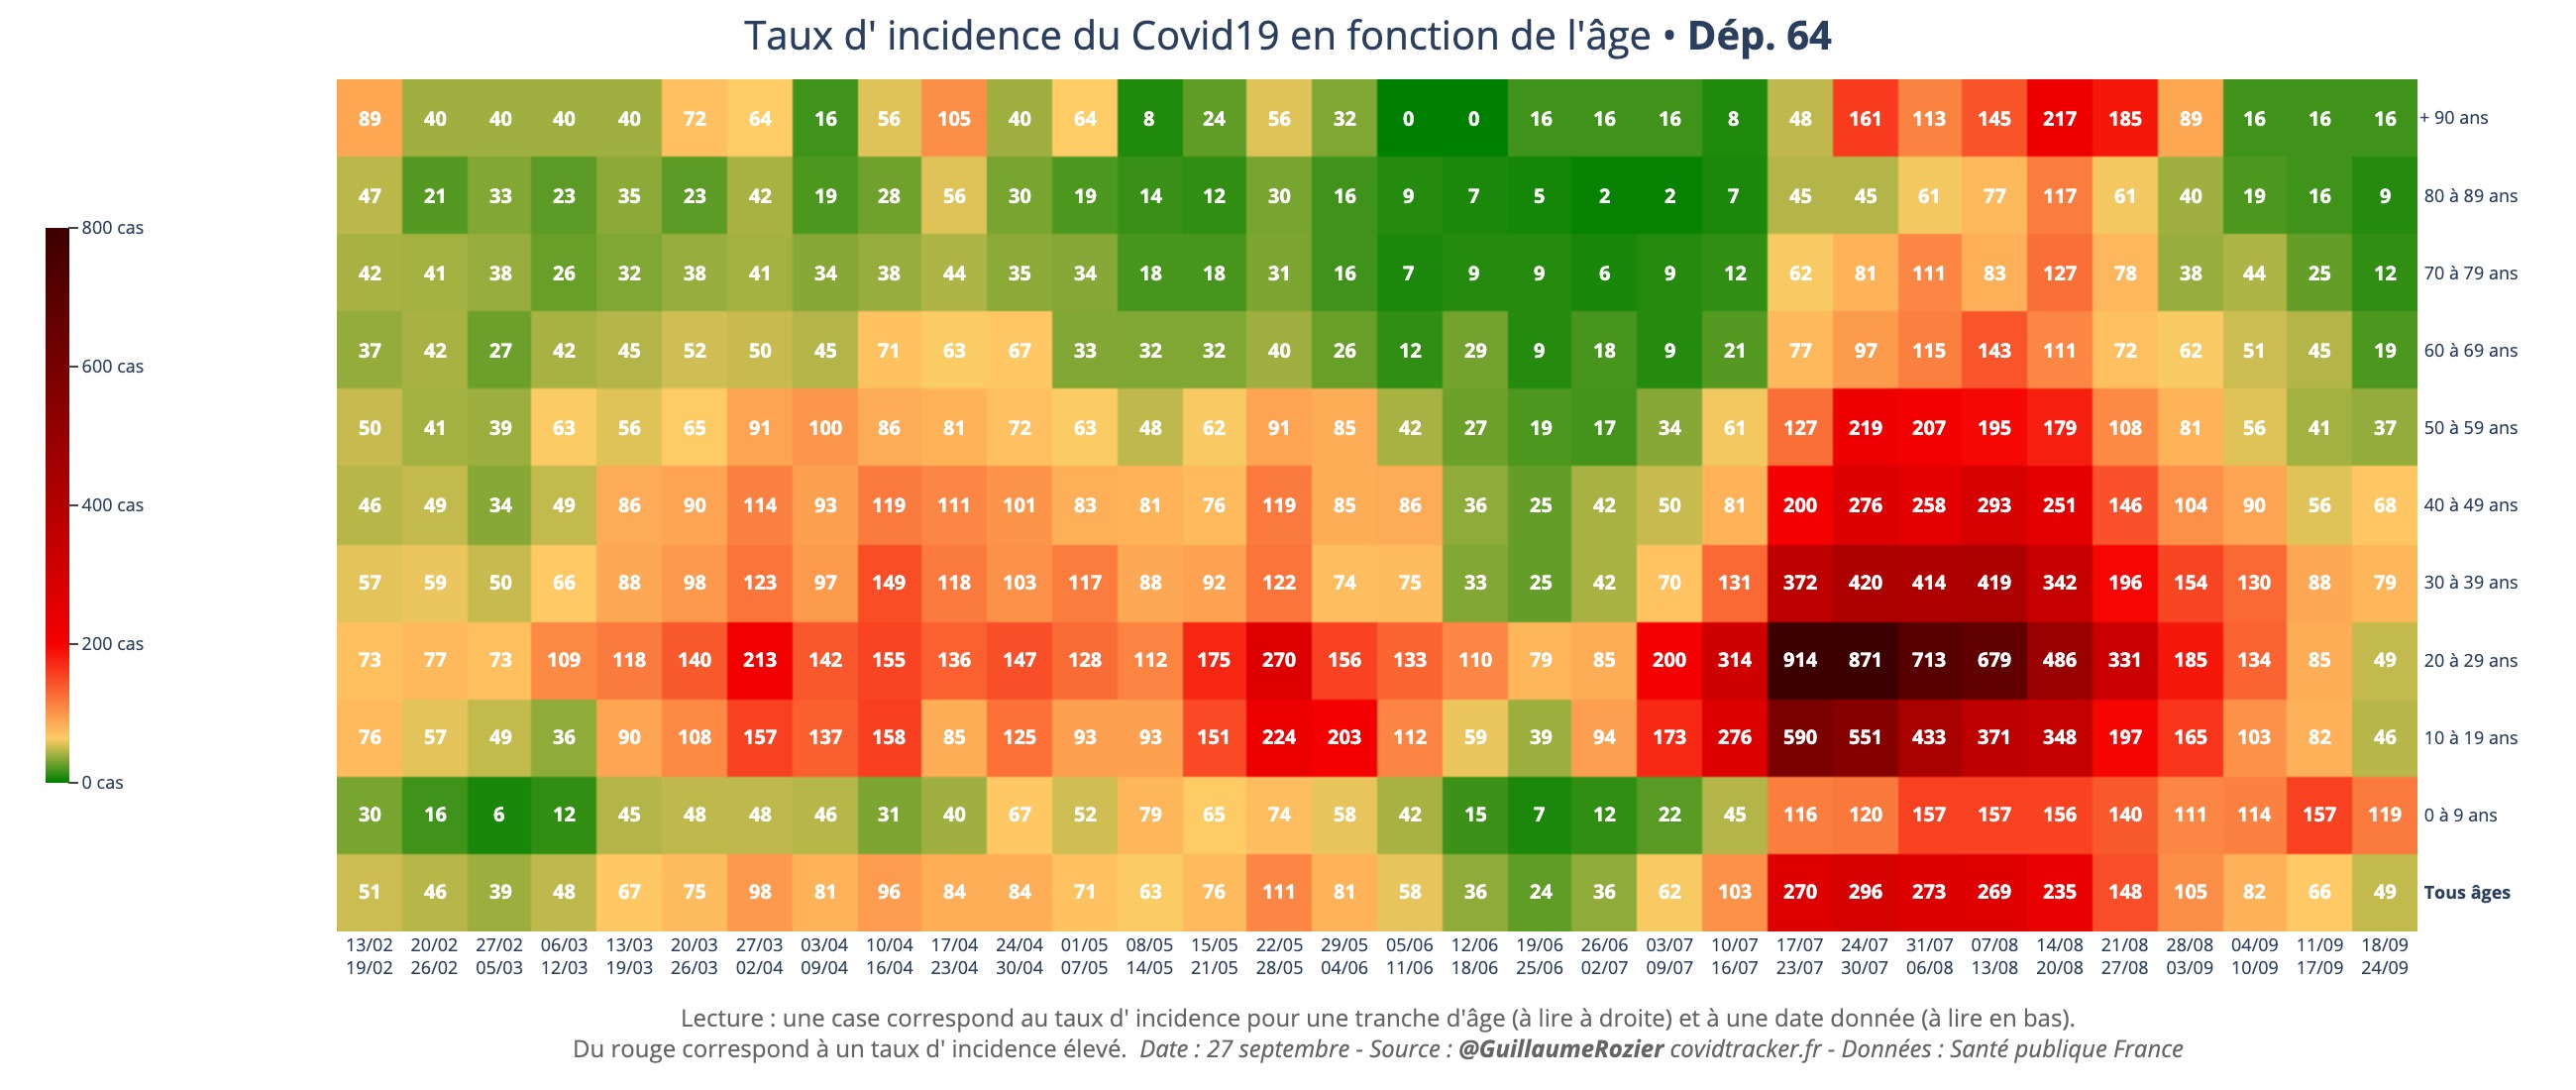 Taux d' incidence du Covid19 en fonction de l'âge • Dép. 64
800 cas
600 cas
400 cas
200 cas
0 cas
89 40 40 40 40 72 64 16 56 105 40 64 8 24 56 32 0 0 16 16 16 8 48 161 113 145 217 185 89 16 16 16 + 90 ans
47 21 33 23 35 23 42 19 28 56 30 19 14 12 30 16 9 7 5 2 2 7 45 45 61 77 117 61 40 19 16 9 80 à 89 ans
42 41 38 26 32 38 41 34 38 44 35 34 18 18 31 16 7 9 9 6 9 12 62 81 111 83 127 78 38 44 25 12 70 à 79 ans
37 42 27 42 45 52 50 45 71 63 67 33 32 32 40 26 12 29 9 18 9 21 77 97 115 143 111 72 62 51 45 19 60 à 69 ans
50 41 39 63 56 65 91 100 86 81 72 63 48 62 91 85 42 27 19 17 34 61 127 219 207 195 179 108 81 56 41 37 50 à 59 ans
46 49 34 49 86 90 114 93 119 111 101 83 81 76 119 85 86 36 25 42 50 81 200 276 258 293 251 146 104 90 56 68 40 à 49 ans
57 59 50 66 88 98 123 97 149 118 103 117 88 92 122 74 75 33 25 42 70 131 372 420 414 419 342 196 154 130 88 79 30 à 39 ans
73 77 73 109 118 140 213 142 155 136 147 128 112 175 270 156 133 110 79 85 200 314 914 871 713 679 486 331 185 134 85 49 20 à 29 ans
76 57 49 36 90 108 157 137 158 85 125 93 93 151 224 203 112 59 39 94 173 276 590 551 433 371 348 197 165 103 82 46 10 à 19 ans
30 16 6 12 45 48 48 46 31 40 67 52 79 65 74 58 42 15 7 12 22 45 116 120 157 157 156 140 111 114 157 119 0 à 9 ans
51 46 39 48 67 75 98 81 96 84 84 71 63 76 111 81 58 36 24 36 62 103 270 296 273 269 235 148 105 82 66 49 Tous âges
13/02 20/02 27/02 06/03 13/03 20/03 27/03 03/04 10/04 17/04 24/04 01/05 08/05 15/05 22/05 29/05 05/06 12/06 19/06 26/06 03/07 10/07 17/07 24/07 31/07 07/08 14/08 21/08 28/08 04/09 11/09 18/09
19/02 26/02 05/03 12/03 19/03 26/03 02/04 09/04 16/04 23/04 30/04 07/05 14/05 21/05 28/05 04/06 11/06 18/06 25/06 02/07 09/07 16/07 23/07 30/07 06/08 13/08 20/08 27/08 03/09 10/09 17/09 24/09
Lecture : une case correspond au taux d' incidence pour une tranche d'âge (à lire à droite) et à une date donnée (à lire en bas).
Du rouge correspond à un taux d' incidence élevé. Date : 27 septembre - Source : @GuillaumeRozier covidtracker.fr - Données : Santé publique France